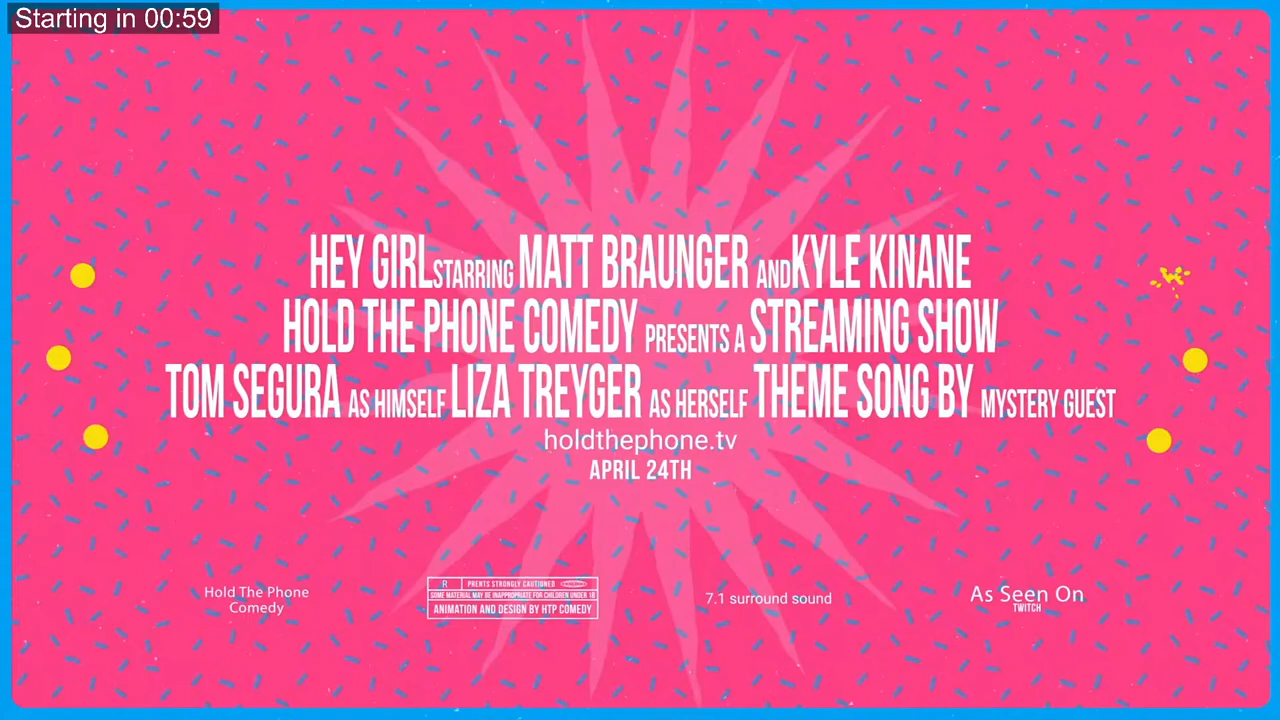 Starting in 00:59
HEY GIRL STARRING MATT BRAUNGER AND KYLE KINANE
HOLD THE PHONE COMEDY PRESENTS A STREAMING SHOW
TOM SEGURA AS HIMSELF LIZA TREYGER AS HERSELF THEME SONG BY MYSTERY GUEST
holdthephone.tv
APRIL 24TH
Hold The Phone
Comedy
R PRENTS STRONGLY CAUTIONED
SOME MATERIAL MAY BE INAPPROPRIATE FOR CHILDREN UNDER 18
ANIMATION AND DESIGN BY HTP COMEDY
7.1 surround sound
As Seen On
TWITCH